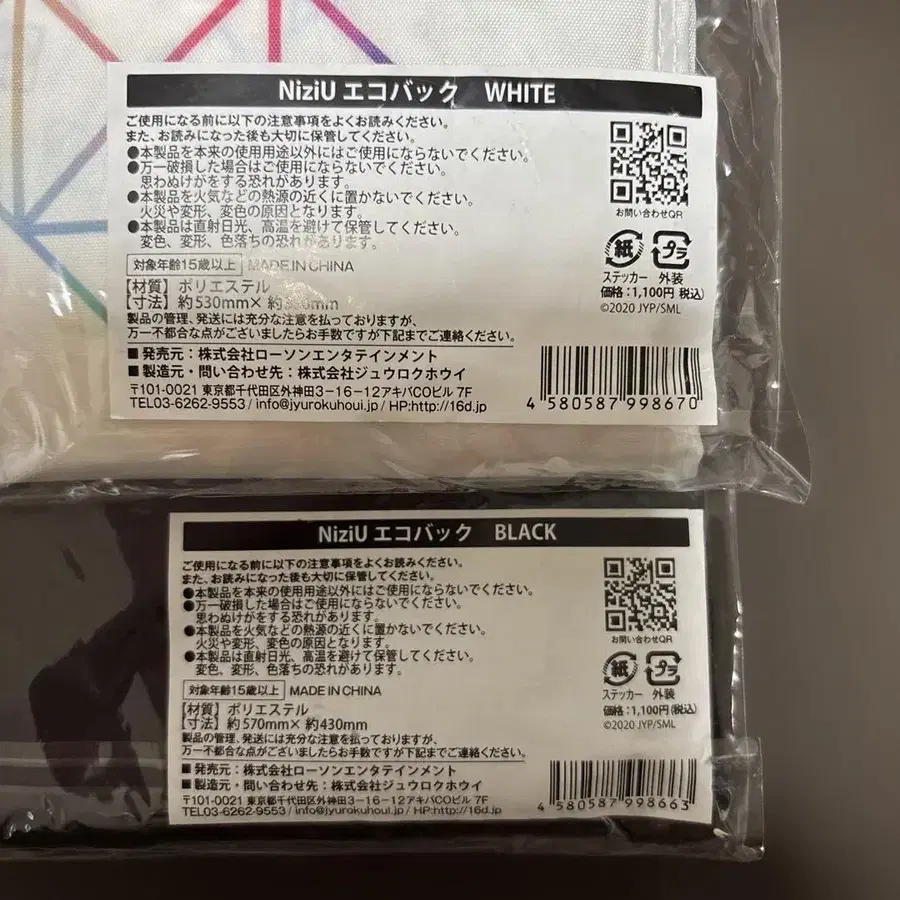 NiziU エコバック WHITE
ご使用になる前に以下の注意事項をよくお読みください。
また、お読みになった後も大切に保管してください。
●本製品を本来の使用用途以外にはご使用にならないでください。
●万一破損した場合はご使用にならないでください。
思わぬけがをする恐れがあります。
●本製品を火気などの熱源の近くに置かないでください。
火災や変形、変色の原因となります。
●本製品は直射日光、高温を避けて保管してください。
変色、変形、色落ちの恐れがあります。
対象年齢15歳以上 MADE IN CHINA
【材質】ポリエステル
【寸法】約530mm×
製品の管理、発送には充分な注意を払っておりますが、
万一不都合な点がございましたらお手数ですが下記までご連絡ください。
■発売元：株式会社ローソンエンタテインメント
■製造元・問い合わせ先：株式会社ジュウロクホウイ
〒101-0021 東京都千代田区外神田3-16-12アキバCOビル 7F
TEL03-6262-9553 / info@jyurokuhoui.jp / HP:http://16d.jp
お問い合わせQR
紙 プラ
ステッカー 外装
価格：1,100円（税込）
©2020 JYP/SML
4 580587 998670
NiziU エコバック BLACK
ご使用になる前に以下の注意事項をよくお読みください。
また、お読みになった後も大切に保管してください。
●本製品を本来の使用用途以外にはご使用にならないでください。
●万一破損した場合はご使用にならないでください。
思わぬけがをする恐れがあります。
●本製品を火気などの熱源の近くに置かないでください。
火災や変形、変色の原因となります。
●本製品は直射日光、高温を避けて保管してください。
変色、変形、色落ちの恐れがあります。
対象年齢15歳以上 MADE IN CHINA
【材質】ポリエステル
【寸法】約570mm× 約430mm
製品の管理、発送には充分な注意を払っておりますが、
万一不都合な点がございましたらお手数ですが下記までご連絡ください。
■発売元：株式会社ローソンエンタテインメント
■製造元・問い合わせ先：株式会社ジュウロクホウイ
〒101-0021 東京都千代田区外神田3-16-12アキバCOビル 7F
TEL03-6262-9553 / info@jyurokuhoui.jp / HP:http://16d.jp
お問い合わせQR
紙 プラ
ステッカー 外装
価格：1,100円（税込）
©2020 JYP/SML
4 580587 998663